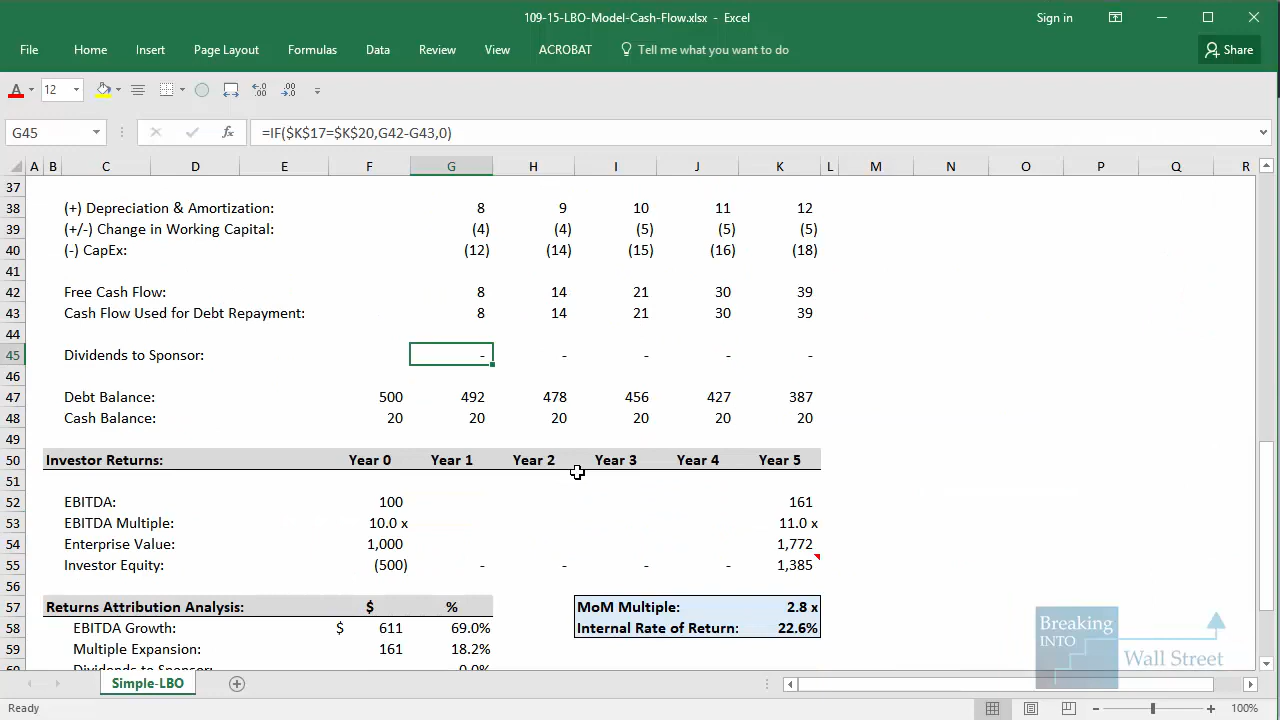 109-15-LBO-Model-Cash-Flow.xlsx - Excel
Sign in
File Home Insert Page Layout Formulas Data Review View ACROBAT Tell me what you want to do Share
A 12
G45 fx =IF($K$17=$K$20,G42-G43,0)
A B C D E F G H I J K L M N O P Q R
37
38 (+) Depreciation & Amortization: 8 9 10 11 12
39 (+/-) Change in Working Capital: (4) (4) (5) (5) (5)
40 (-) CapEx: (12) (14) (15) (16) (18)
41
42 Free Cash Flow: 8 14 21 30 39
43 Cash Flow Used for Debt Repayment: 8 14 21 30 39
44
45 Dividends to Sponsor: - - - - -
46
47 Debt Balance: 500 492 478 456 427 387
48 Cash Balance: 20 20 20 20 20 20
49
50 Investor Returns: Year 0 Year 1 Year 2 Year 3 Year 4 Year 5
51
52 EBITDA: 100 161
53 EBITDA Multiple: 10.0 x 11.0 x
54 Enterprise Value: 1,000 1,772
55 Investor Equity: (500) - - - - 1,385
56
57 Returns Attribution Analysis: $ % MoM Multiple: 2.8 x
58 EBITDA Growth: $ 611 69.0% Internal Rate of Return: 22.6%
59 Multiple Expansion: 161 18.2%
60 Dividends to Sponsor: - 0.0%
Breaking
INTO
Wall Street
Simple-LBO
Ready 100%